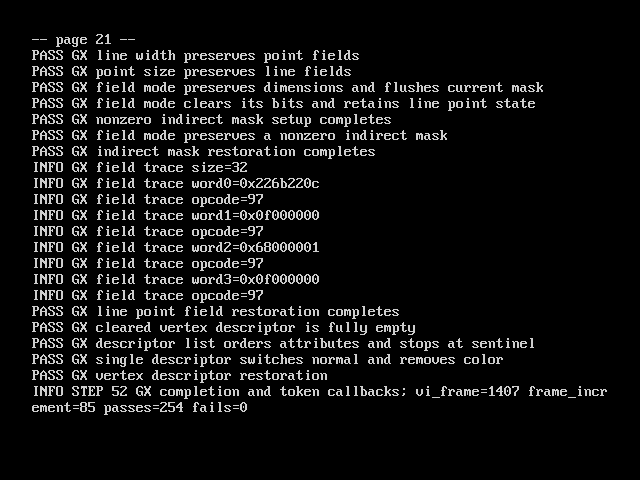 -- page 21 --
PASS GX line width preserves point fields
PASS GX point size preserves line fields
PASS GX field mode preserves dimensions and flushes current mask
PASS GX field mode clears its bits and retains line point state
PASS GX nonzero indirect mask setup completes
PASS GX field mode preserves a nonzero indirect mask
PASS GX indirect mask restoration completes
INFO GX field trace size=32
INFO GX field trace word0=0x226b220c
INFO GX field trace opcode=97
INFO GX field trace word1=0x0f000000
INFO GX field trace opcode=97
INFO GX field trace word2=0x68000001
INFO GX field trace opcode=97
INFO GX field trace word3=0x0f000000
INFO GX field trace opcode=97
PASS GX line point field restoration completes
PASS GX cleared vertex descriptor is fully empty
PASS GX descriptor list orders attributes and stops at sentinel
PASS GX single descriptor switches normal and removes color
PASS GX vertex descriptor restoration
INFO STEP 52 GX completion and token callbacks; vi_frame=1407 frame_incr
ement=85 passes=254 fails=0